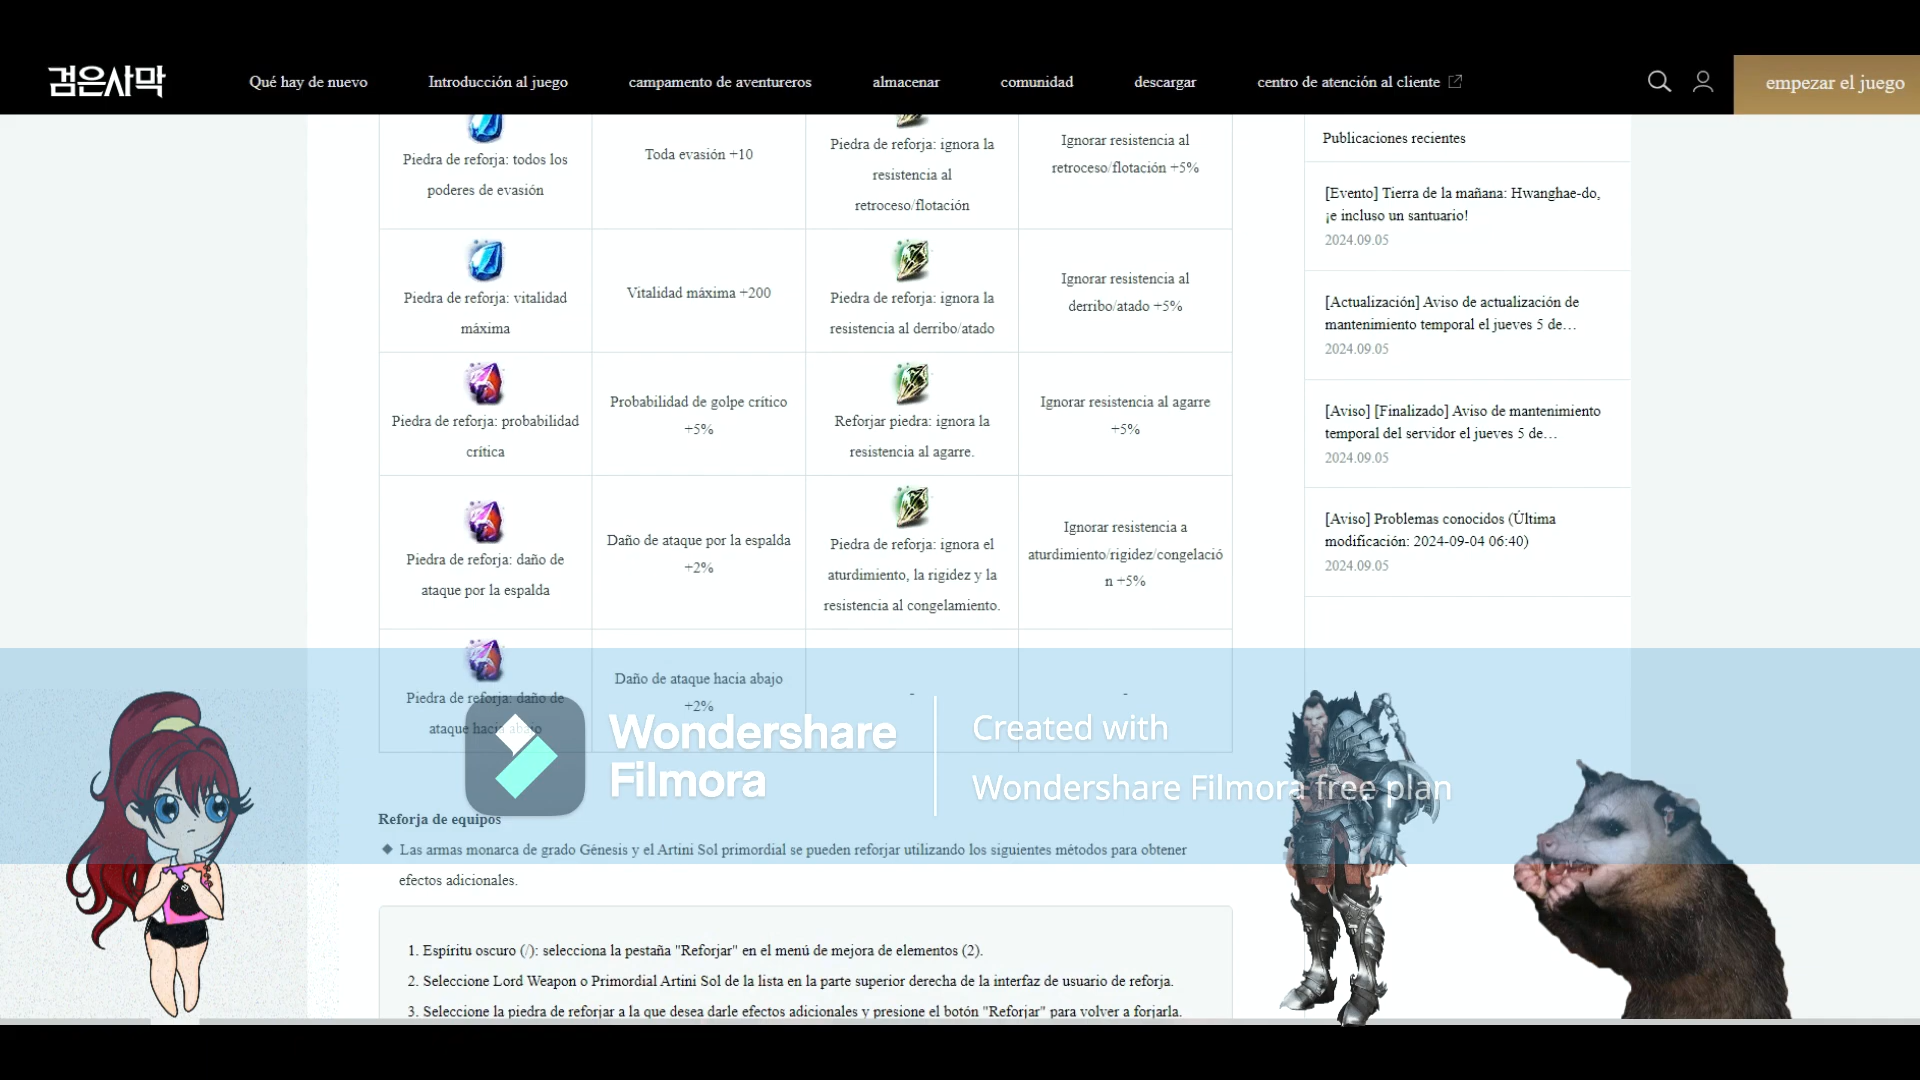 검은사막
Qué hay de nuevo
Introducción al juego
campamento de aventureros
almacenar
comunidad
descargar
centro de atención al cliente
empezar el juego
Piedra de reforja: todos los
poderes de evasión
Toda evasión +10
Piedra de reforja: ignora la
resistencia al
retroceso/flotación
Ignorar resistencia al
retroceso/flotación +5%
Piedra de reforja: vitalidad
máxima
Vitalidad máxima +200
Piedra de reforja: ignora la
resistencia al derribo/atado
Ignorar resistencia al
derribo/atado +5%
Piedra de reforja: probabilidad
crítica
Probabilidad de golpe crítico
+5%
Reforjar piedra: ignora la
resistencia al agarre.
Ignorar resistencia al agarre
+5%
Piedra de reforja: daño de
ataque por la espalda
Daño de ataque por la espalda
+2%
Piedra de reforja: ignora el
aturdimiento, la rigidez y la
resistencia al congelamiento.
Ignorar resistencia a
aturdimiento/rigidez/congelació
n +5%
Piedra de reforja: daño de
ataque hacia abajo
Daño de ataque hacia abajo
+2%
-
-
Publicaciones recientes
[Evento] Tierra de la mañana: Hwanghae-do,
¡e incluso un santuario!
2024.09.05
[Actualización] Aviso de actualización de
mantenimiento temporal el jueves 5 de…
2024.09.05
[Aviso] [Finalizado] Aviso de mantenimiento
temporal del servidor el jueves 5 de…
2024.09.05
[Aviso] Problemas conocidos (Última
modificación: 2024-09-04 06:40)
2024.09.05
Wondershare
Filmora
Created with
Wondershare Filmora free plan
Reforja de equipos
◆ Las armas monarca de grado Génesis y el Artini Sol primordial se pueden reforjar utilizando los siguientes métodos para obtener
efectos adicionales.
1. Espíritu oscuro (/): selecciona la pestaña "Reforjar" en el menú de mejora de elementos (2).
2. Seleccione Lord Weapon o Primordial Artini Sol de la lista en la parte superior derecha de la interfaz de usuario de reforja.
3. Seleccione la piedra de reforjar a la que desea darle efectos adicionales y presione el botón "Reforjar" para volver a forjarla.